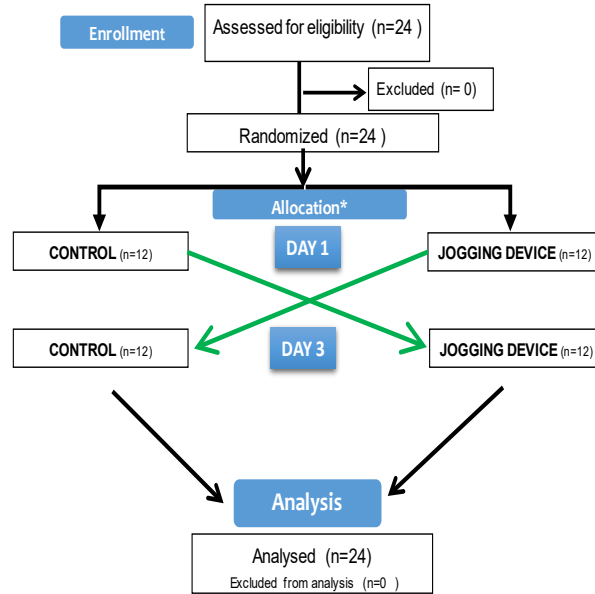 Enrollment
Assessed for eligibility (n=24 )
Excluded (n= 0)
Randomized (n=24 )
Allocation*
DAY 1
CONTROL (n=12)
JOGGING DEVICE (n=12)
CONTROL (n=12)
DAY 3
JOGGING DEVICE (n=12)
Analysis
Analysed (n=24)
Excluded from analysis (n=0 )